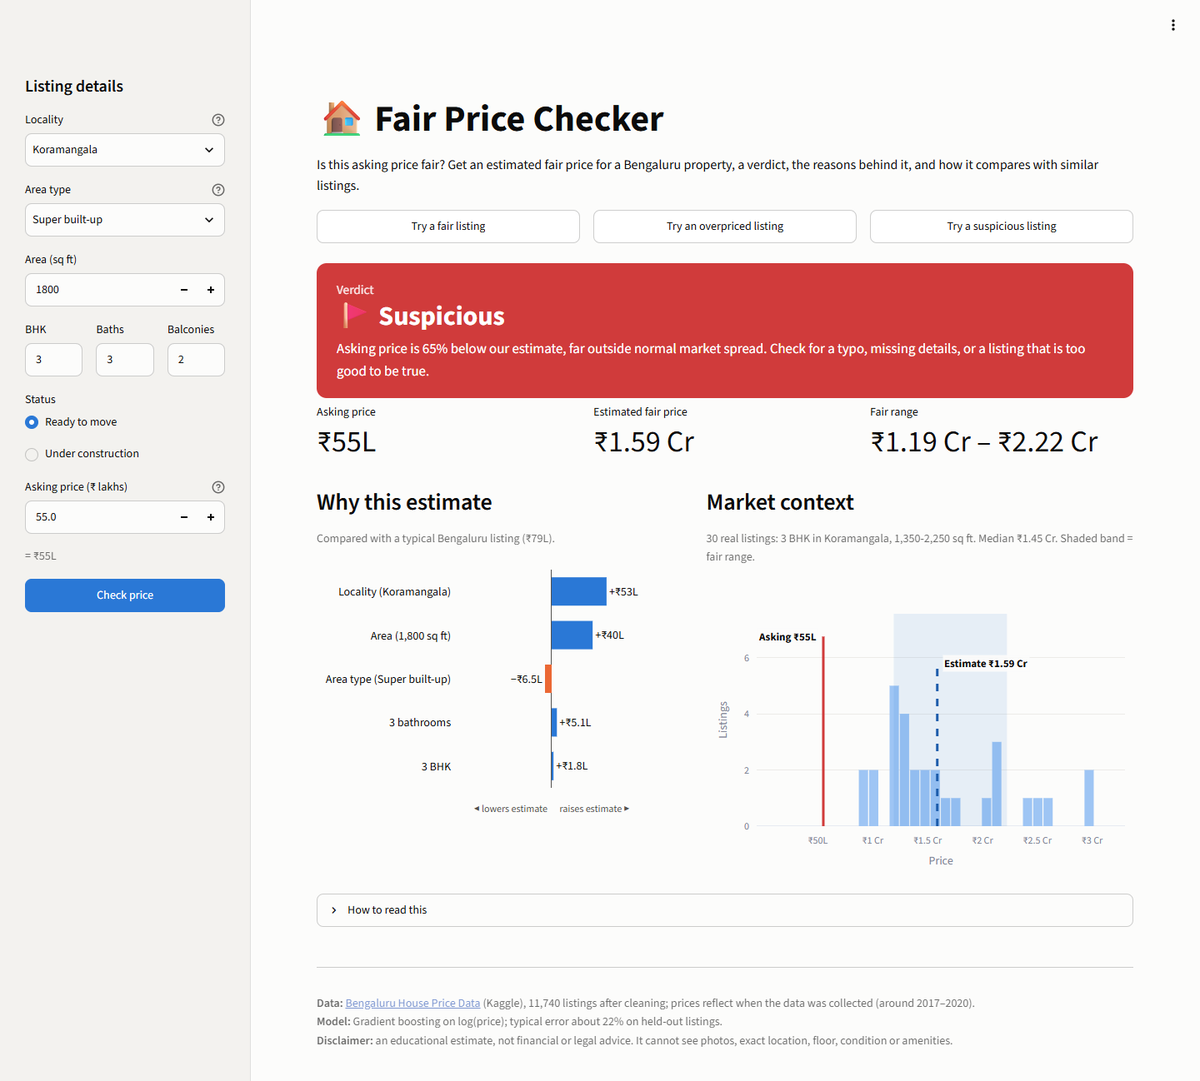 Listing details
Locality
Koramangala
Area type
Super built-up
Area (sq ft)
1800
BHK Baths Balconies
3 3 2
Status
Ready to move
Under construction
Asking price (₹ lakhs)
55.0
= ₹55L
Check price
Fair Price Checker
Is this asking price fair? Get an estimated fair price for a Bengaluru property, a verdict, the reasons behind it, and how it compares with similar
listings.
Try a fair listing
Try an overpriced listing
Try a suspicious listing
Verdict
Suspicious
Asking price is 65% below our estimate, far outside normal market spread. Check for a typo, missing details, or a listing that is too
good to be true.
Asking price
₹55L
Estimated fair price
₹1.59 Cr
Fair range
₹1.19 Cr – ₹2.22 Cr
Why this estimate
Compared with a typical Bengaluru listing (₹79L).
Locality (Koramangala) +₹53L
Area (1,800 sq ft) +₹40L
Area type (Super built-up) −₹6.5L
3 bathrooms +₹5.1L
3 BHK +₹1.8L
◂ lowers estimate raises estimate ▸
Market context
30 real listings: 3 BHK in Koramangala, 1,350-2,250 sq ft. Median ₹1.45 Cr. Shaded band =
fair range.
Asking ₹55L
Estimate ₹1.59 Cr
Listings
6
4
2
0
₹50L ₹1 Cr ₹1.5 Cr ₹2 Cr ₹2.5 Cr ₹3 Cr
Price
How to read this
Data: Bengaluru House Price Data (Kaggle), 11,740 listings after cleaning; prices reflect when the data was collected (around 2017–2020).
Model: Gradient boosting on log(price); typical error about 22% on held-out listings.
Disclaimer: an educational estimate, not financial or legal advice. It cannot see photos, exact location, floor, condition or amenities.